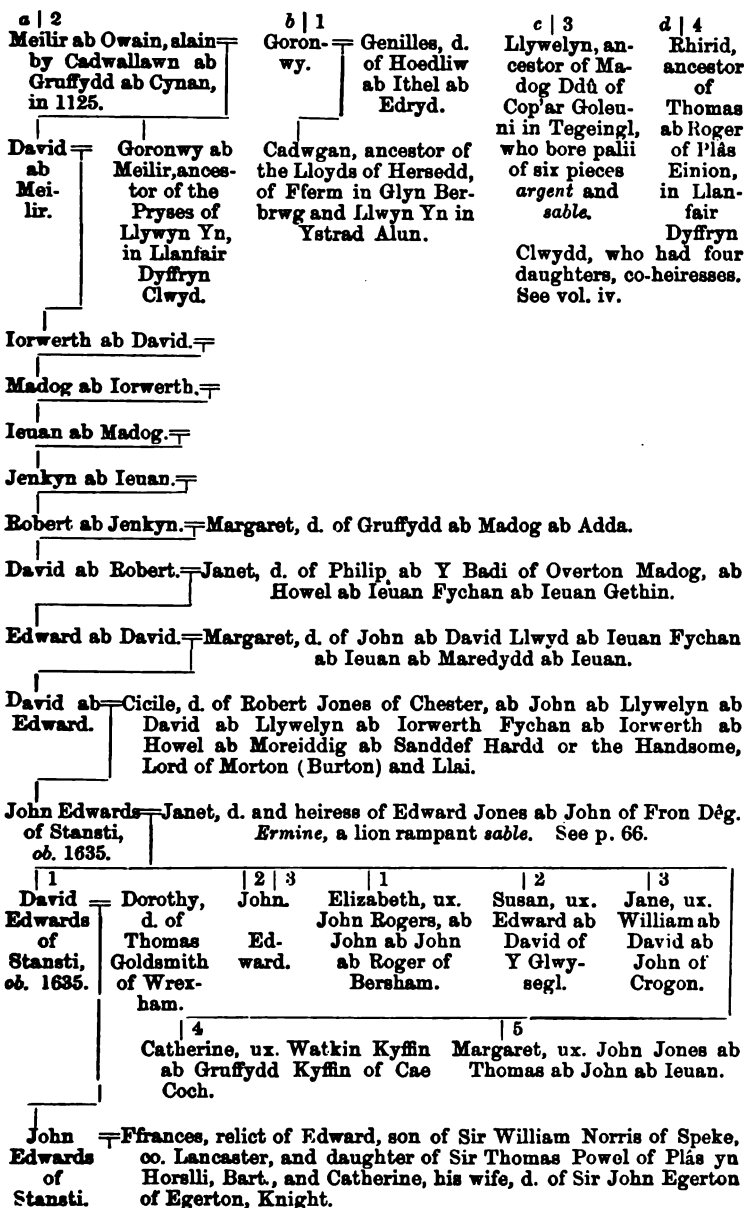 a | 2
Meilir ab Owain, slain
by Cadwallawn ab
Gruffydd ab Cynan,
in 1125.
b | 1
Goron-
wy.
Genilles, d.
of Hoedliw
ab Ithel ab
Edryd.
c | 3
Llywelyn, an-
cestor of Ma-
dog Ddû of
Cop'ar Goleu-
ni in Tegeingl,
who bore palii
of six pieces
argent and
sable.
d | 4
Rhirid,
ancestor
of
Thomas
ab Roger
of Plâs
Einion,
in Llan-
fair
Dyffryn
Clwydd, who had four
daughters, co-heiresses.
See vol. iv.
David
ab
Mei-
lir.
Goronwy ab
Meilir, ances-
tor of the
Pryses of
Llywyn Yn,
in Llanfair
Dyffryn
Clwyd.
Cadwgan, ancestor of
the Lloyds of Hersedd,
of Fferm in Glyn Ber-
brwg and Llwyn Yn in
Ystrad Alun.
Iorwerth ab David.
Madog ab Iorwerth.
Ieuan ab Madog.
Jenkyn ab Ieuan.
Robert ab Jenkyn. Margaret, d. of Gruffydd ab Madog ab Adda.
David ab Robert. Janet, d. of Philip ab Y Badi of Overton Madog, ab
Howel ab Ieuan Fychan ab Ieuan Gethin.
Edward ab David. Margaret, d. of John ab David Llwyd ab Ieuan Fychan
ab Ieuan ab Maredydd ab Ieuan.
David ab
Edward.
Cicile, d. of Robert Jones of Chester, ab John ab Llywelyn ab
David ab Llywelyn ab Iorwerth Fychan ab Iorwerth ab
Howel ab Moreiddig ab Sanddef Hardd or the Handsome,
Lord of Morton (Burton) and Llai.
John Edwards
of Stansti,
ob. 1635.
Janet, d. and heiress of Edward Jones ab John of Fron Dêg.
Ermine, a lion rampant sable. See p. 66.
| 1
David
Edwards
of
Stansti,
ob. 1635.
Dorothy,
d. of
Thomas
Goldsmith
of Wrex-
ham.
| 2 | 3
John.
Ed-
ward.
| 1
Elizabeth, ux.
John Rogers, ab
John ab John
ab Roger of
Bersham.
| 2
Susan, ux.
Edward ab
David of
Y Glwy-
segl.
| 3
Jane, ux.
William ab
David ab
John of
Crogon.
| 4
Catherine, ux. Watkin Kyffin
ab Gruffydd Kyffin of Cae
Coch.
| 5
Margaret, ux. John Jones ab
Thomas ab John ab Ieuan.
John
Edwards
of
Stansti.
Ffrances, relict of Edward, son of Sir William Norris of Speke,
co. Lancaster, and daughter of Sir Thomas Powel of Plâs yn
Horslli, Bart., and Catherine, his wife, d. of Sir John Egerton
of Egerton, Knight.